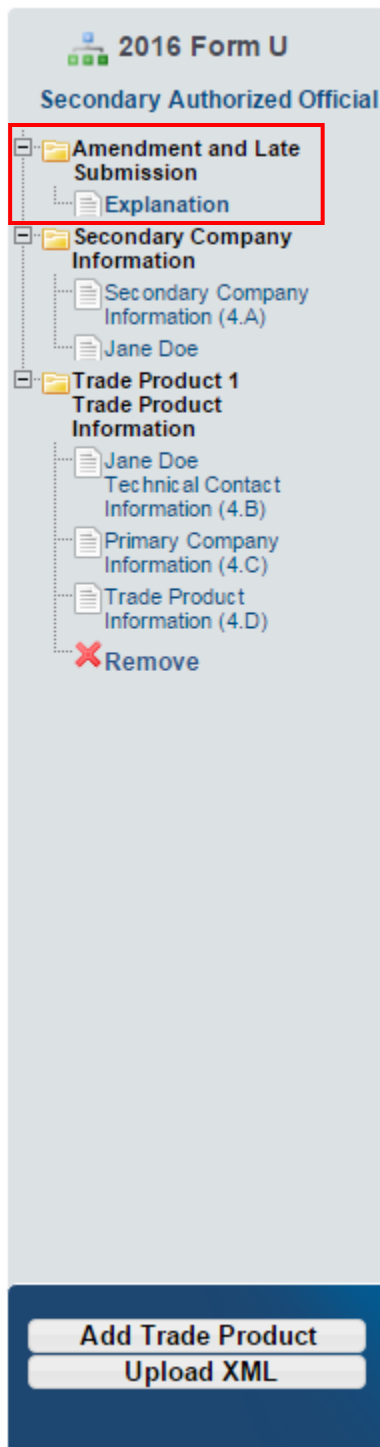 2016 Form U
Secondary Authorized Official
Amendment and Late
Submission
Explanation
Secondary Company
Information
Secondary Company
Information (4.A)
Jane Doe
Trade Product 1
Trade Product
Information
Jane Doe
Technical Contact
Information (4.B)
Primary Company
Information (4.C)
Trade Product
Information (4.D)
Remove
Add Trade Product
Upload XML